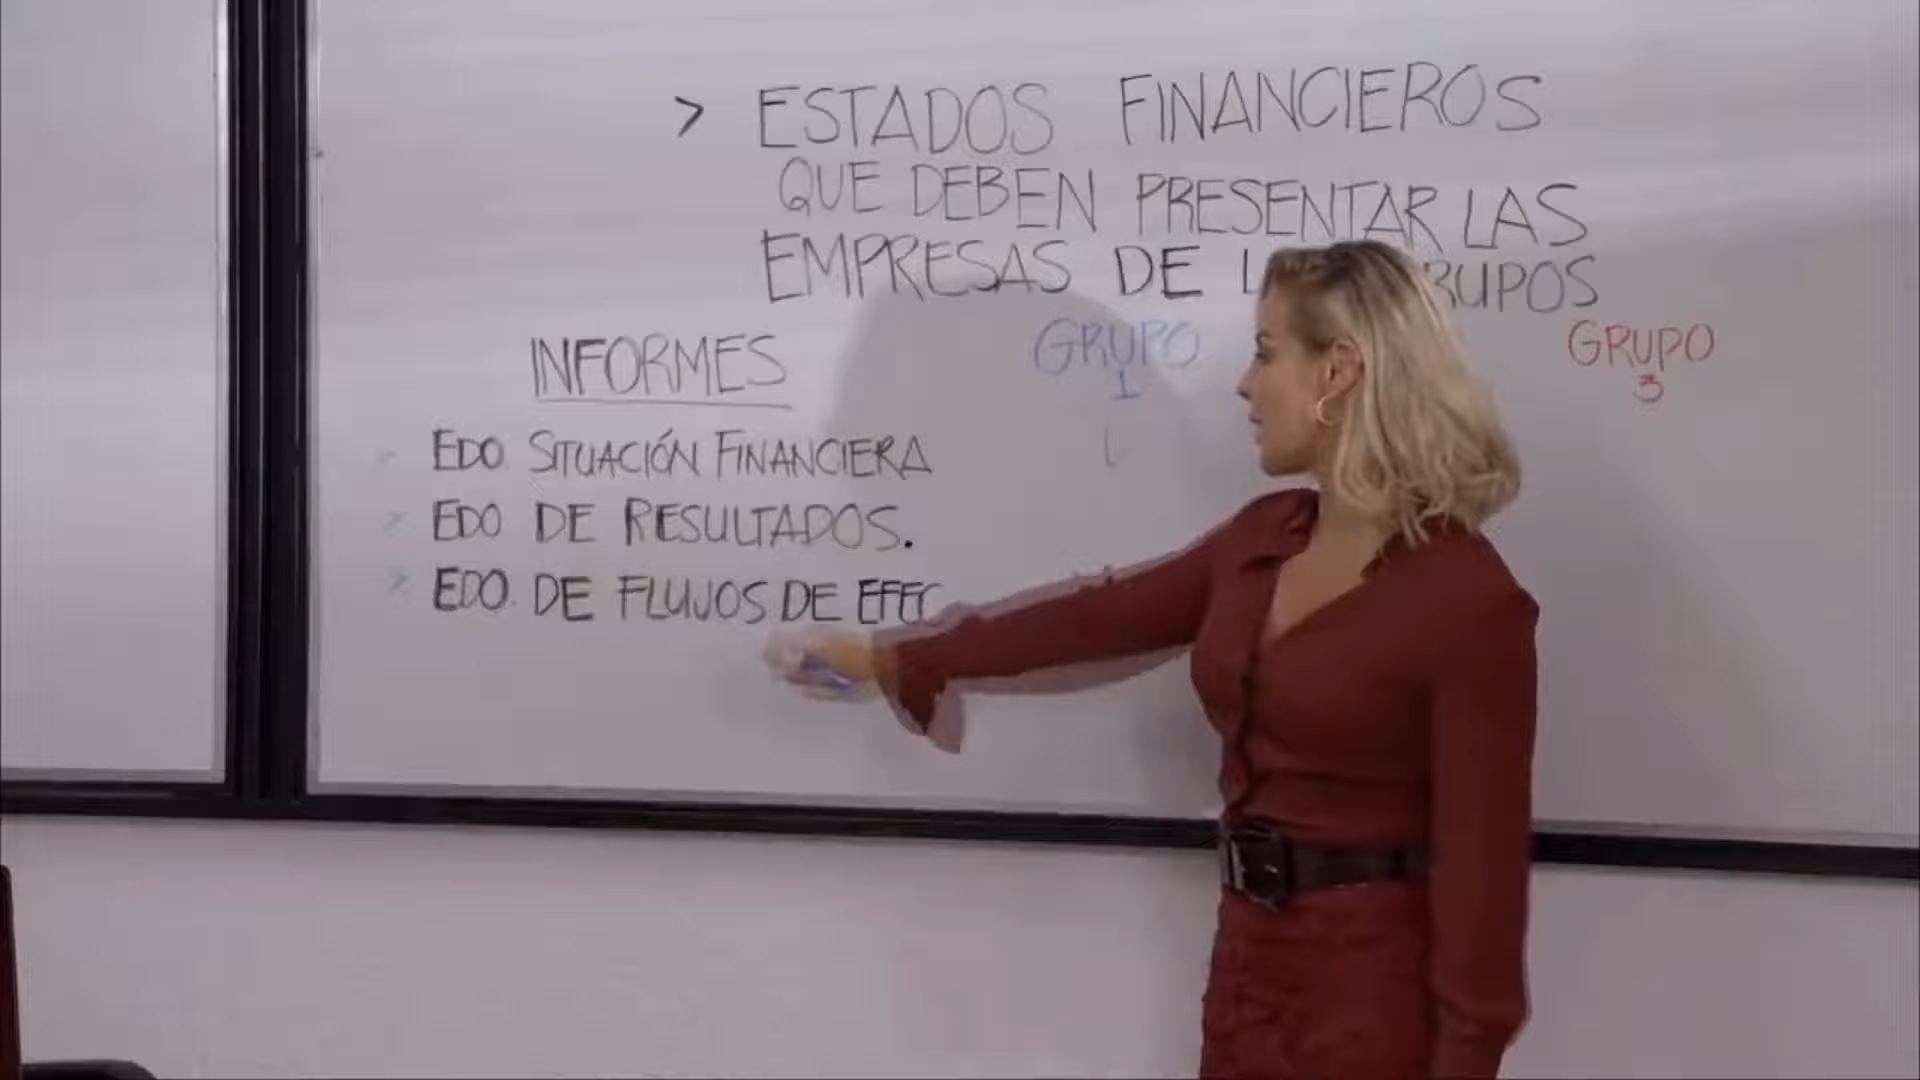 > ESTADOS FINANCIEROS
QUE DEBEN PRESENTAR LAS
EMPRESAS DE
INFORMES
GRUPO
1
GRUPO
3
EDO. SITUACIÓN FINANCIERA
> EDO DE RESULTADOS.
> EDO. DE FLUJOS DE